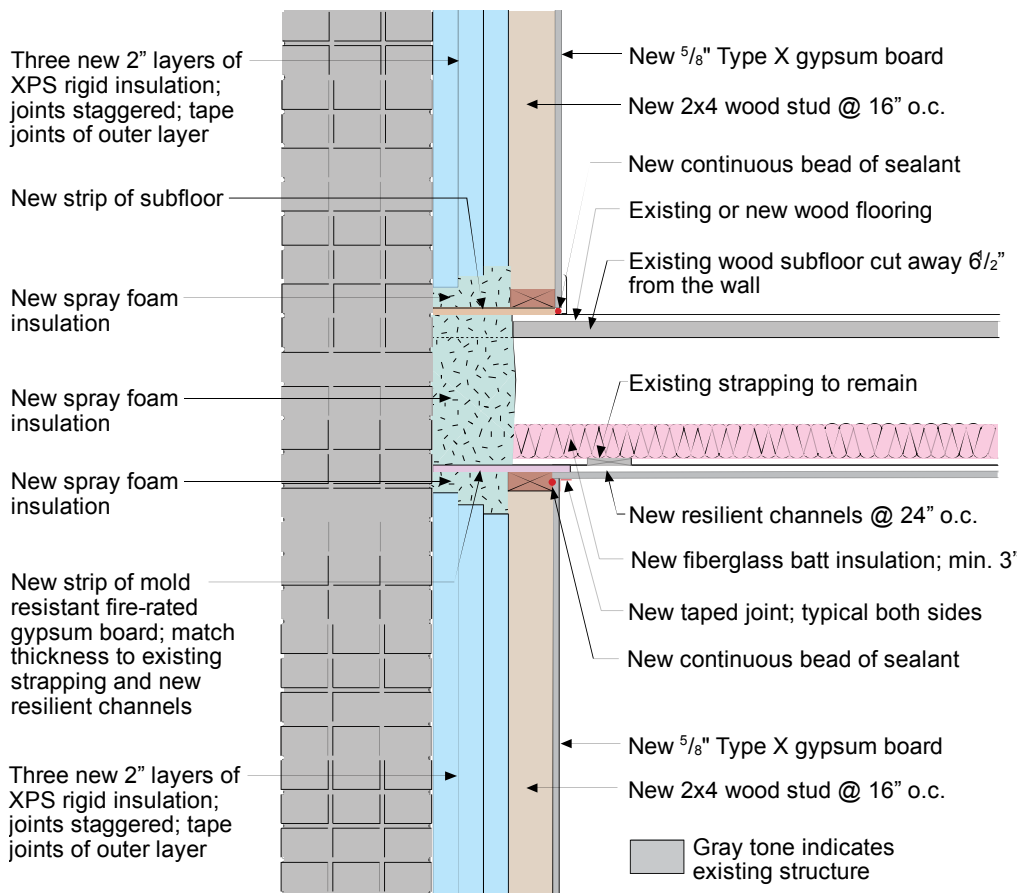 Three new 2” layers of
XPS rigid insulation;
joints staggered; tape
joints of outer layer
New strip of subfloor
New spray foam
insulation
New spray foam
insulation
New spray foam
insulation
New strip of mold
resistant fire-rated
gypsum board; match
thickness to existing
strapping and new
resilient channels
Three new 2” layers of
XPS rigid insulation;
joints staggered; tape
joints of outer layer
New 5/8" Type X gypsum board
New 2x4 wood stud @ 16” o.c.
New continuous bead of sealant
Existing or new wood flooring
Existing wood subfloor cut away 6 1/2”
from the wall
Existing strapping to remain
New resilient channels @ 24” o.c.
New fiberglass batt insulation; min. 3”
New taped joint; typical both sides
New continuous bead of sealant
New 5/8" Type X gypsum board
New 2x4 wood stud @ 16” o.c.
Gray tone indicates
existing structure